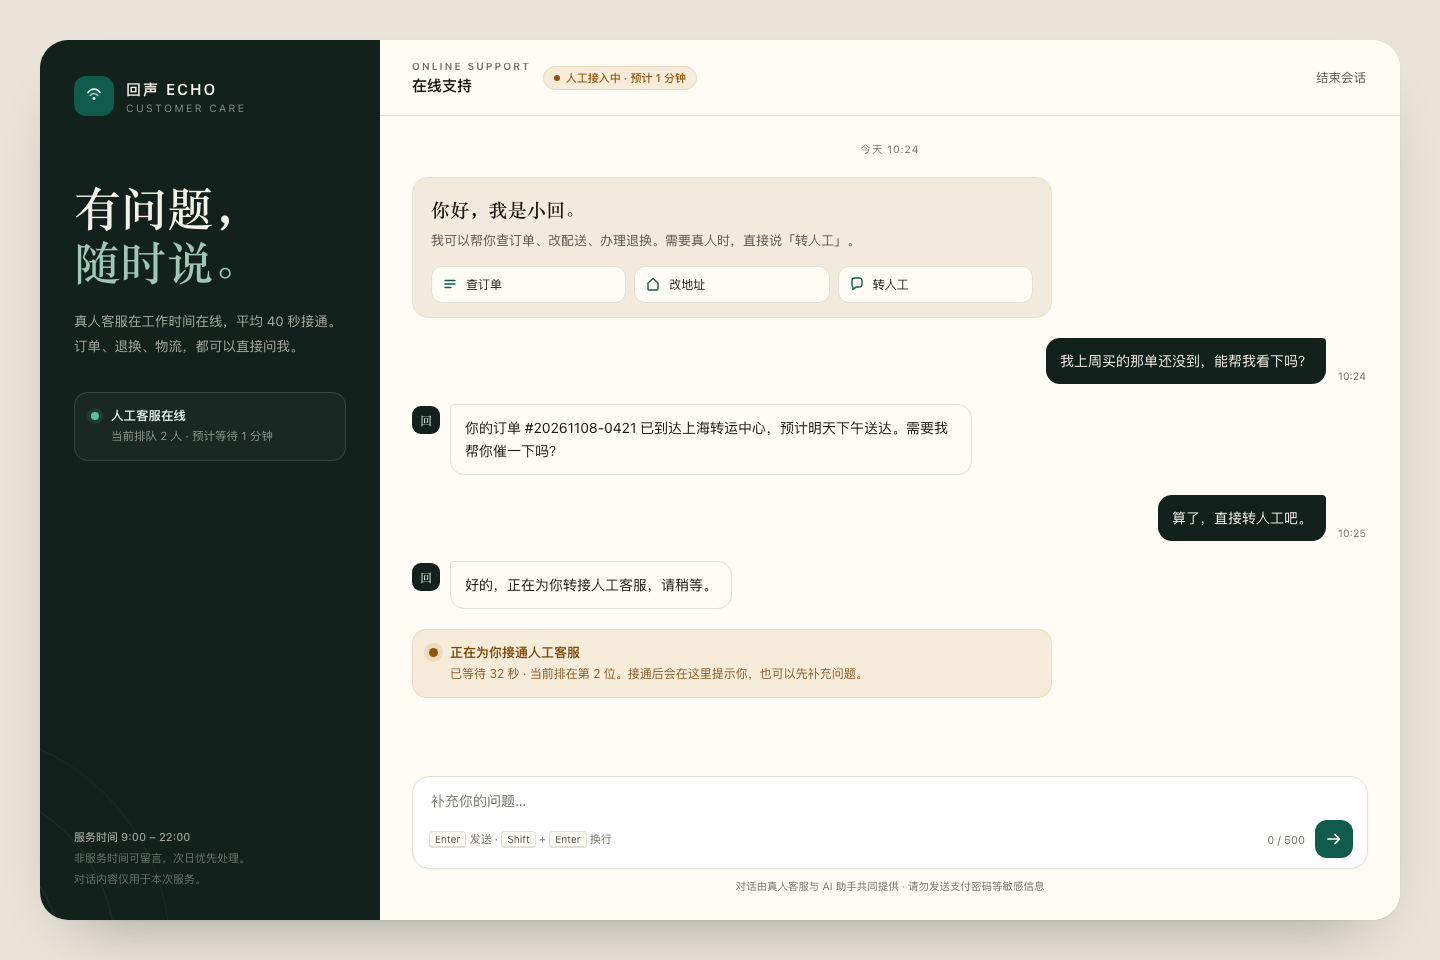 回声 ECHO
CUSTOMER CARE
有问题，
随时说。
真人客服在工作时间在线，平均 40 秒接通。
订单、退换、物流，都可以直接问我。
人工客服在线
当前排队 2 人 · 预计等待 1 分钟
服务时间 9:00 – 22:00
非服务时间可留言，次日优先处理。
对话内容仅用于本次服务。
ONLINE SUPPORT
在线支持
人工接入中 · 预计 1 分钟
结束会话
今天 10:24
你好，我是小回。
我可以帮你查订单、改配送、办理退换。需要真人时，直接说「转人工」。
查订单
改地址
转人工
我上周买的那单还没到，能帮我看下吗？
10:24
回
你的订单 #20261108-0421 已到达上海转运中心，预计明天下午送达。需要我
帮你催一下吗？
算了，直接转人工吧。
10:25
回
好的，正在为你转接人工客服，请稍等。
正在为你接通人工客服
已等待 32 秒 · 当前排在第 2 位。接通后会在这里提示你，也可以先补充问题。
补充你的问题...
Enter 发送 · Shift + Enter 换行
0 / 500
对话由真人客服与 AI 助手共同提供 · 请勿发送支付密码等敏感信息